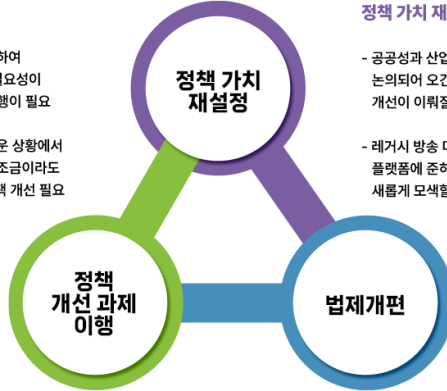 정책 가치 재
하여
필요성이
행이 필요
운 상황에서
조금이라도
책 개선 필요
정책 가치
재설정
- 공공성과 산업
논의되어 오긴
개선이 이뤄질
- 레거시 방송 미
플랫폼에 준하
새롭게 모색할
정책
개선 과제
이행
법제개편